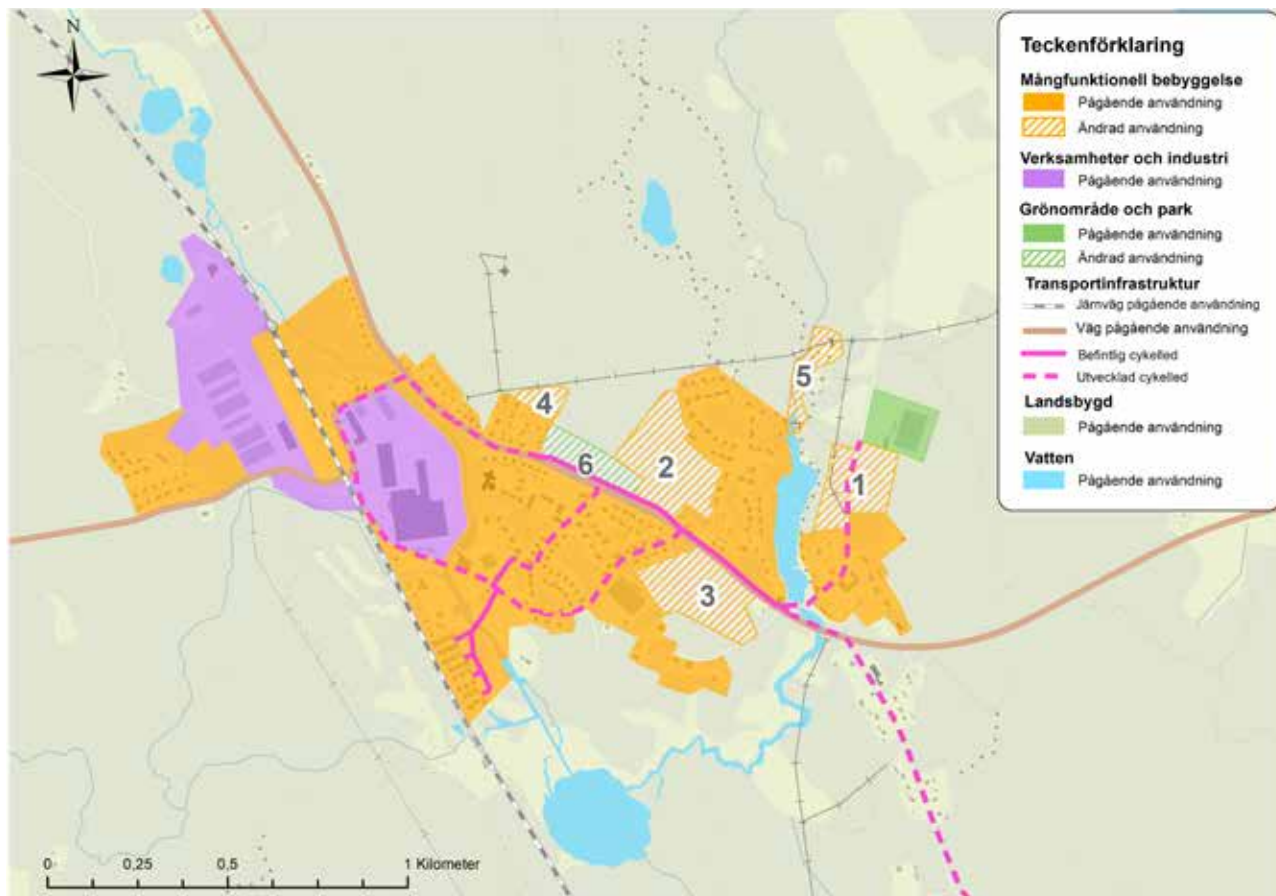 N
Teckenförklaring
Mångfunktionell bebyggelse
Pågående användning
Ändrad användning
Verksamheter och industri
Pågående användning
Grönområde och park
Pågående användning
Ändrad användning
Transportinfrastruktur
Järnväg pågående användning
Väg pågående användning
Befintlig cykelled
Utvecklad cykelled
Landsbygd
Pågående användning
Vatten
Pågående användning
5
4
6
2
1
3
0 0,25 0,5 1 Kilometer